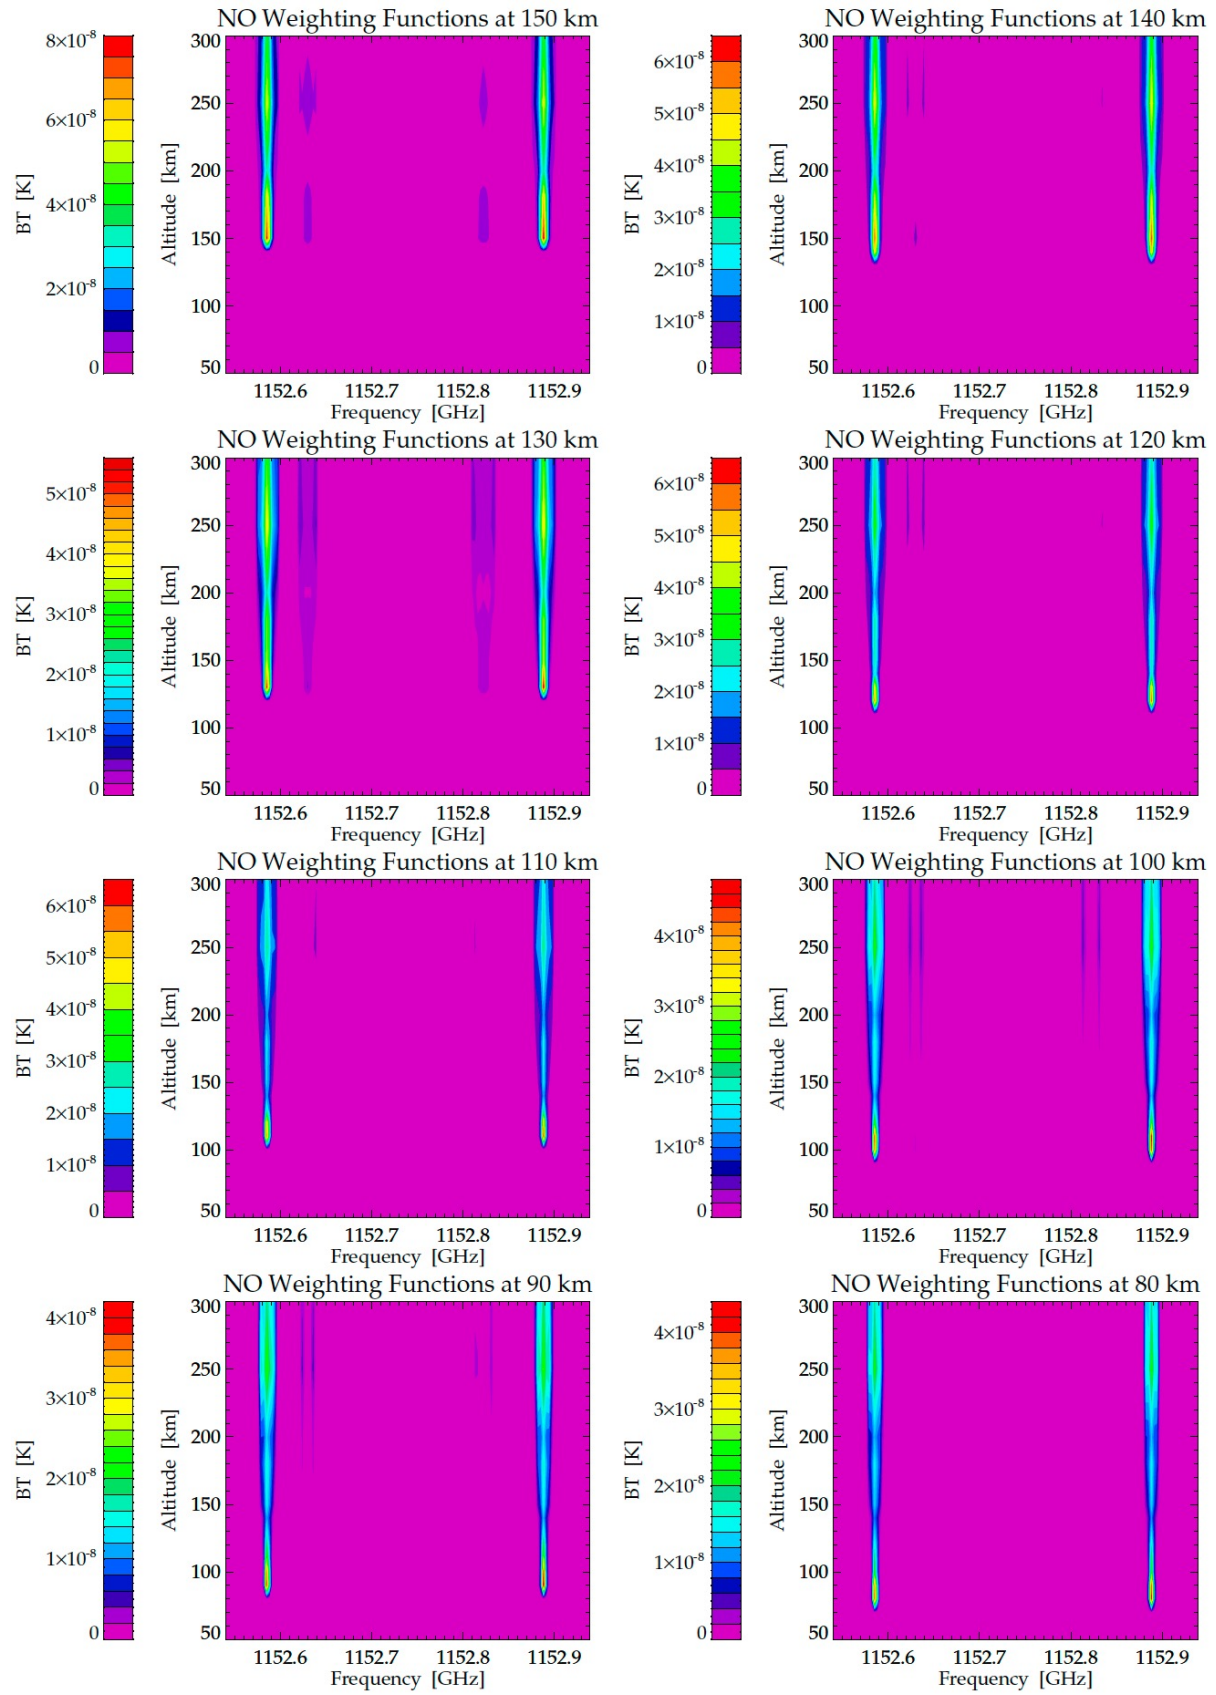 NO Weighting Functions at 150 km
8×10⁻⁸
6×10⁻⁸
4×10⁻⁸
2×10⁻⁸
0
BT [K]
300
250
200
150
100
50
Altitude [km]
1152.6 1152.7 1152.8 1152.9
Frequency [GHz]
NO Weighting Functions at 140 km
6×10⁻⁸
5×10⁻⁸
4×10⁻⁸
3×10⁻⁸
2×10⁻⁸
1×10⁻⁸
0
BT [K]
300
250
200
150
100
50
Altitude [km]
1152.6 1152.7 1152.8 1152.9
Frequency [GHz]
NO Weighting Functions at 130 km
5×10⁻⁸
4×10⁻⁸
3×10⁻⁸
2×10⁻⁸
1×10⁻⁸
0
BT [K]
300
250
200
150
100
50
Altitude [km]
1152.6 1152.7 1152.8 1152.9
Frequency [GHz]
NO Weighting Functions at 120 km
6×10⁻⁸
5×10⁻⁸
4×10⁻⁸
3×10⁻⁸
2×10⁻⁸
1×10⁻⁸
0
BT [K]
300
250
200
150
100
50
Altitude [km]
1152.6 1152.7 1152.8 1152.9
Frequency [GHz]
NO Weighting Functions at 110 km
6×10⁻⁸
5×10⁻⁸
4×10⁻⁸
3×10⁻⁸
2×10⁻⁸
1×10⁻⁸
0
BT [K]
300
250
200
150
100
50
Altitude [km]
1152.6 1152.7 1152.8 1152.9
Frequency [GHz]
NO Weighting Functions at 100 km
4×10⁻⁸
3×10⁻⁸
2×10⁻⁸
1×10⁻⁸
0
BT [K]
300
250
200
150
100
50
Altitude [km]
1152.6 1152.7 1152.8 1152.9
Frequency [GHz]
NO Weighting Functions at 90 km
4×10⁻⁸
3×10⁻⁸
2×10⁻⁸
1×10⁻⁸
0
BT [K]
300
250
200
150
100
50
Altitude [km]
1152.6 1152.7 1152.8 1152.9
Frequency [GHz]
NO Weighting Functions at 80 km
4×10⁻⁸
3×10⁻⁸
2×10⁻⁸
1×10⁻⁸
0
BT [K]
300
250
200
150
100
50
Altitude [km]
1152.6 1152.7 1152.8 1152.9
Frequency [GHz]